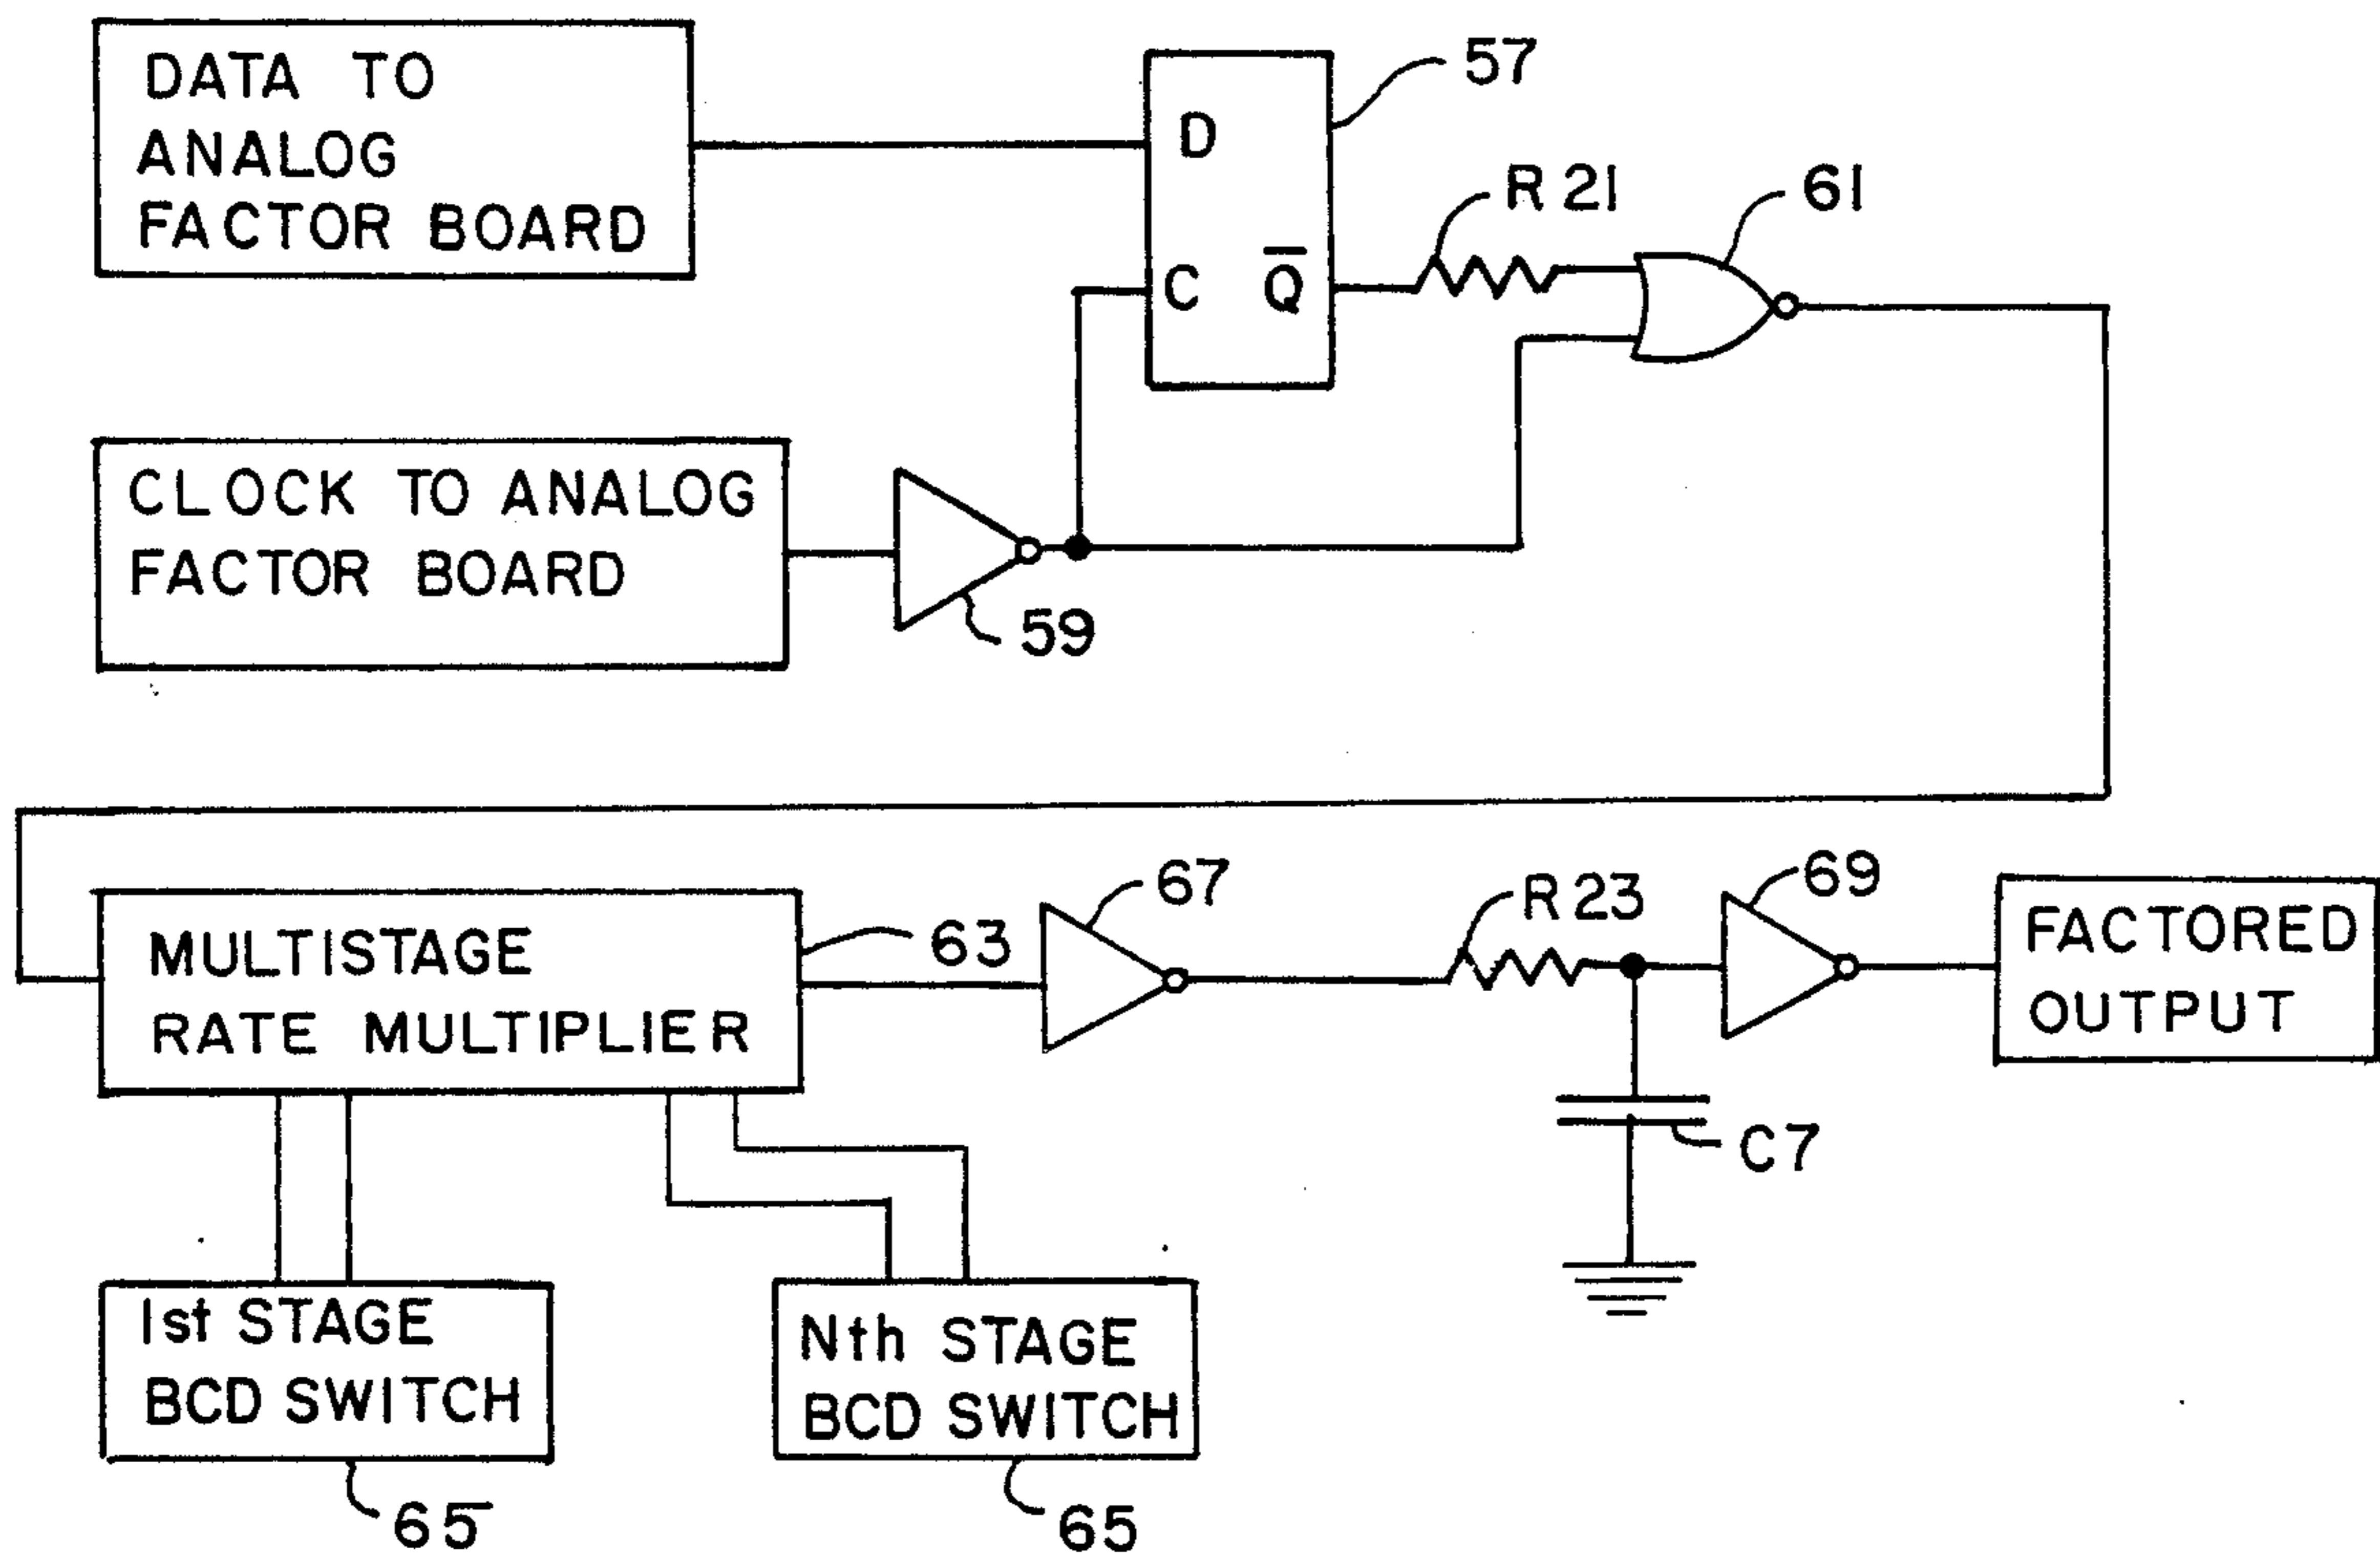 DATA TO
ANALOG
FACTOR BOARD
57
D
C
Q̅
R 21
61
CLOCK TO ANALOG
FACTOR BOARD
59
MULTISTAGE
RATE MULTIPLIER
63
67
R 23
69
FACTORED
OUTPUT
C7
1st STAGE
BCD SWITCH
65
Nth STAGE
BCD SWITCH
65